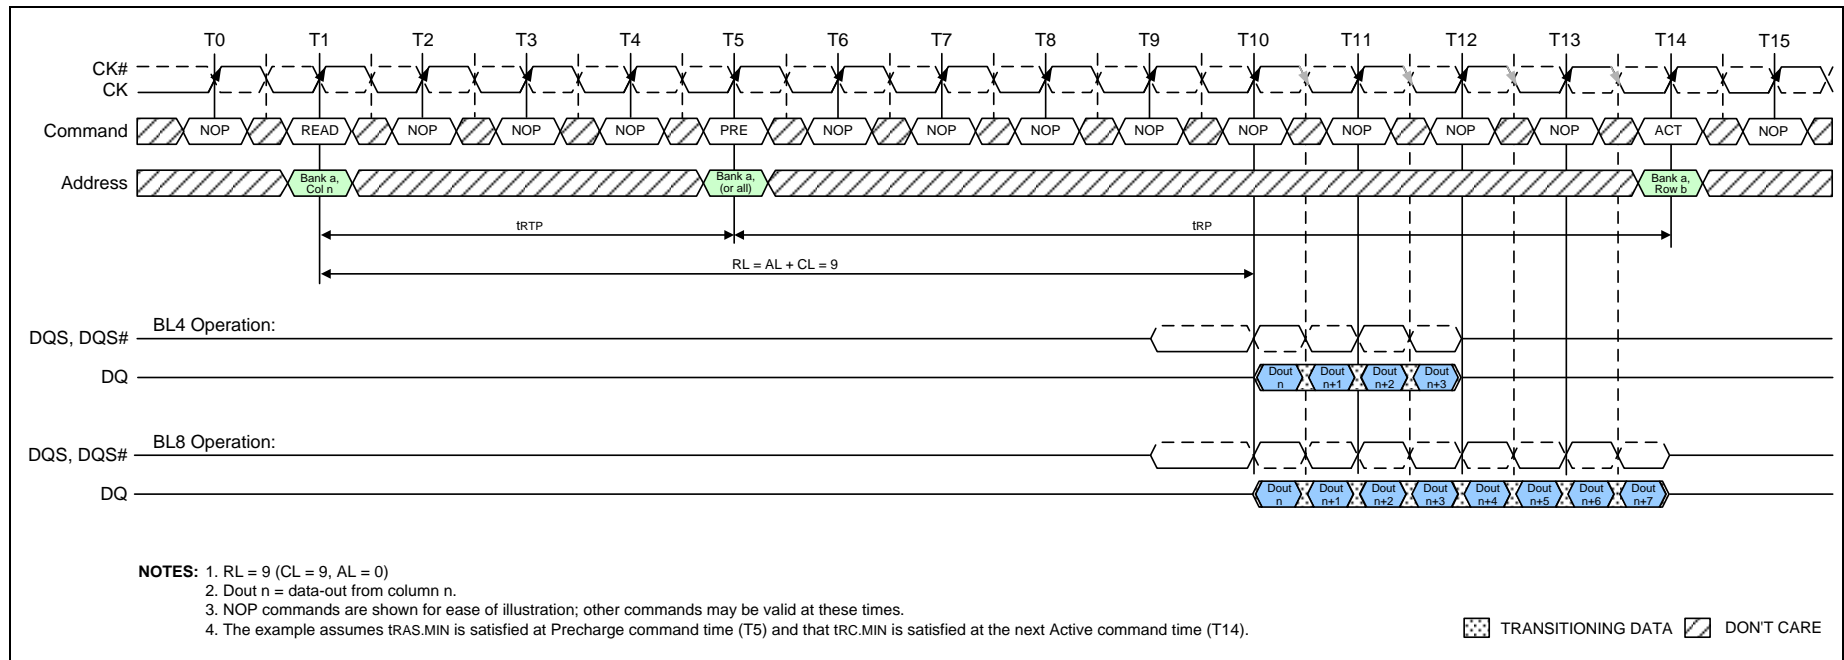 T0 T1 T2 T3 T4 T5 T6 T7 T8 T9 T10 T11 T12 T13 T14 T15
CK#
CK
Command NOP READ NOP NOP NOP PRE NOP NOP NOP NOP NOP NOP NOP NOP ACT NOP
Address Bank a, Col n Bank a, (or all) Bank a, Row b
tRTP tRP
RL = AL + CL = 9
BL4 Operation:
DQS, DQS#
DQ Dout n Dout n+1 Dout n+2 Dout n+3
BL8 Operation:
DQS, DQS#
DQ Dout n Dout n+1 Dout n+2 Dout n+3 Dout n+4 Dout n+5 Dout n+6 Dout n+7
NOTES: 1. RL = 9 (CL = 9, AL = 0)
2. Dout n = data-out from column n.
3. NOP commands are shown for ease of illustration; other commands may be valid at these times.
4. The example assumes tRAS.MIN is satisfied at Precharge command time (T5) and that tRC.MIN is satisfied at the next Active command time (T14).
TRANSITIONING DATA DON'T CARE